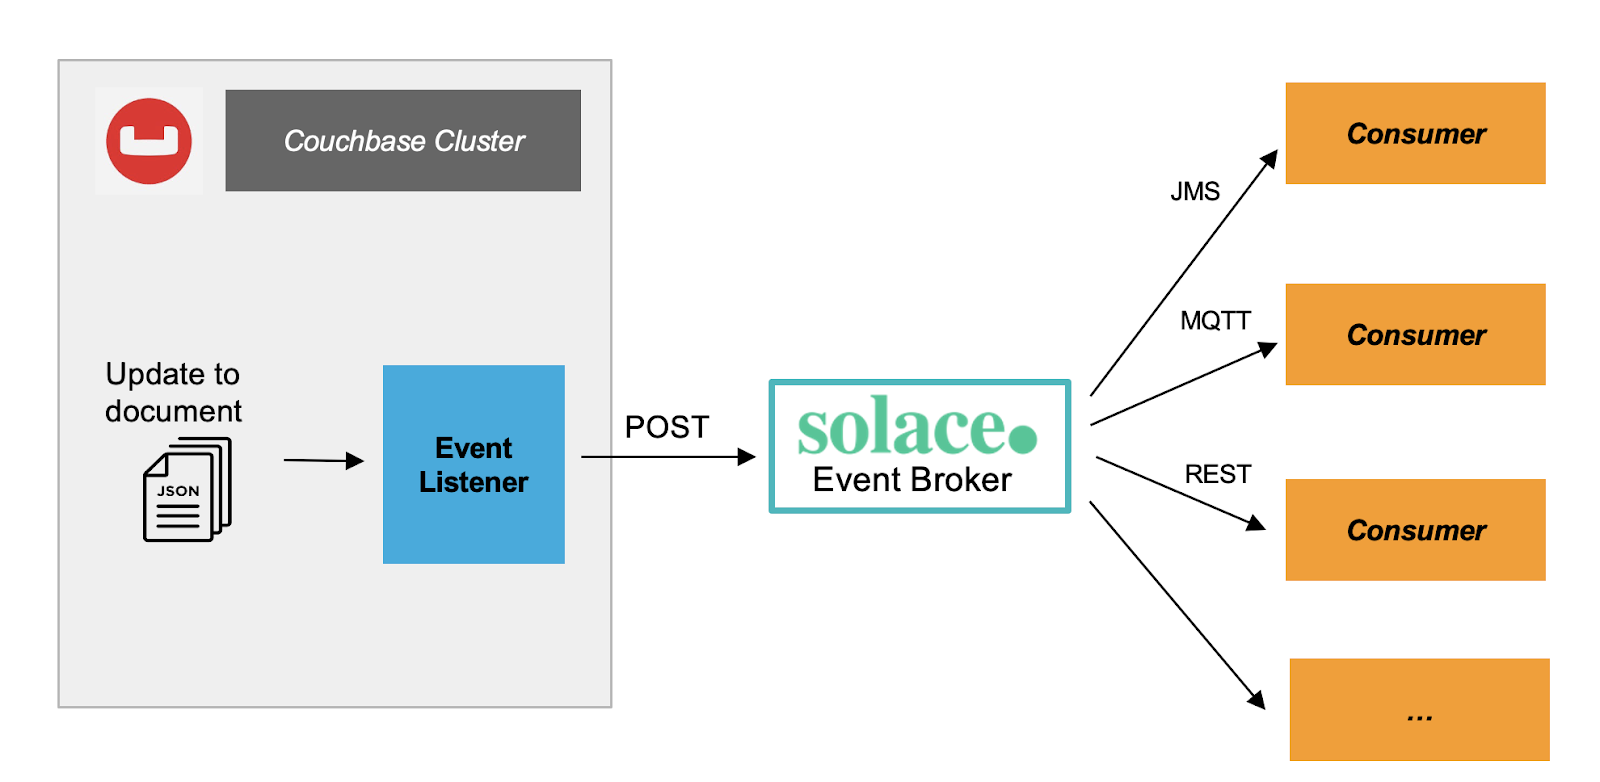 Couchbase Cluster
Update to
document
JSON
Event
Listener
POST
solace.
Event Broker
JMS
MQTT
REST
Consumer
Consumer
Consumer
...